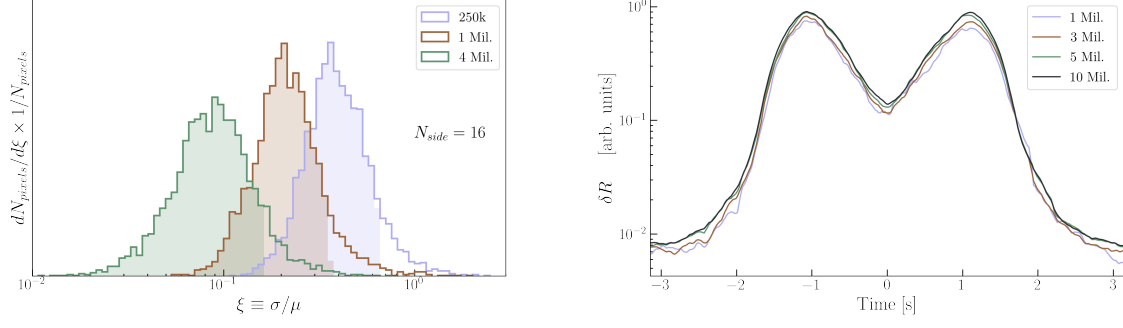 dN_{pixels}/dξ × 1/N_{pixels}
250k
1 Mil.
4 Mil.
N_{side} = 16
10^{-2}
10^{-1}
10^{0}
ξ ≡ σ/μ
δR [arb. units]
10^{0}
10^{-1}
10^{-2}
1 Mil.
3 Mil.
5 Mil.
10 Mil.
−3
−2
−1
0
1
2
3
Time [s]